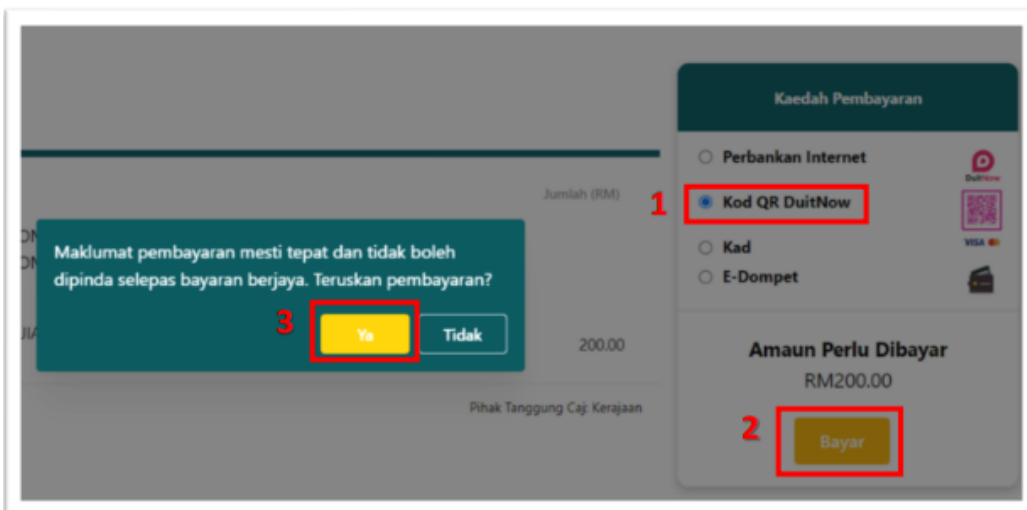 Kaedah Pembayaran
Perbankan Internet
DuitNow
Jumlah (RM)
1
Kod QR DuitNow
Maklumat pembayaran mesti tepat dan tidak boleh
dipinda selepas bayaran berjaya. Teruskan pembayaran?
Kad
VISA
E-Dompet
3
Ya
Tidak
200.00
Amaun Perlu Dibayar
RM200.00
Pihak Tanggung Caj: Kerajaan
2
Bayar